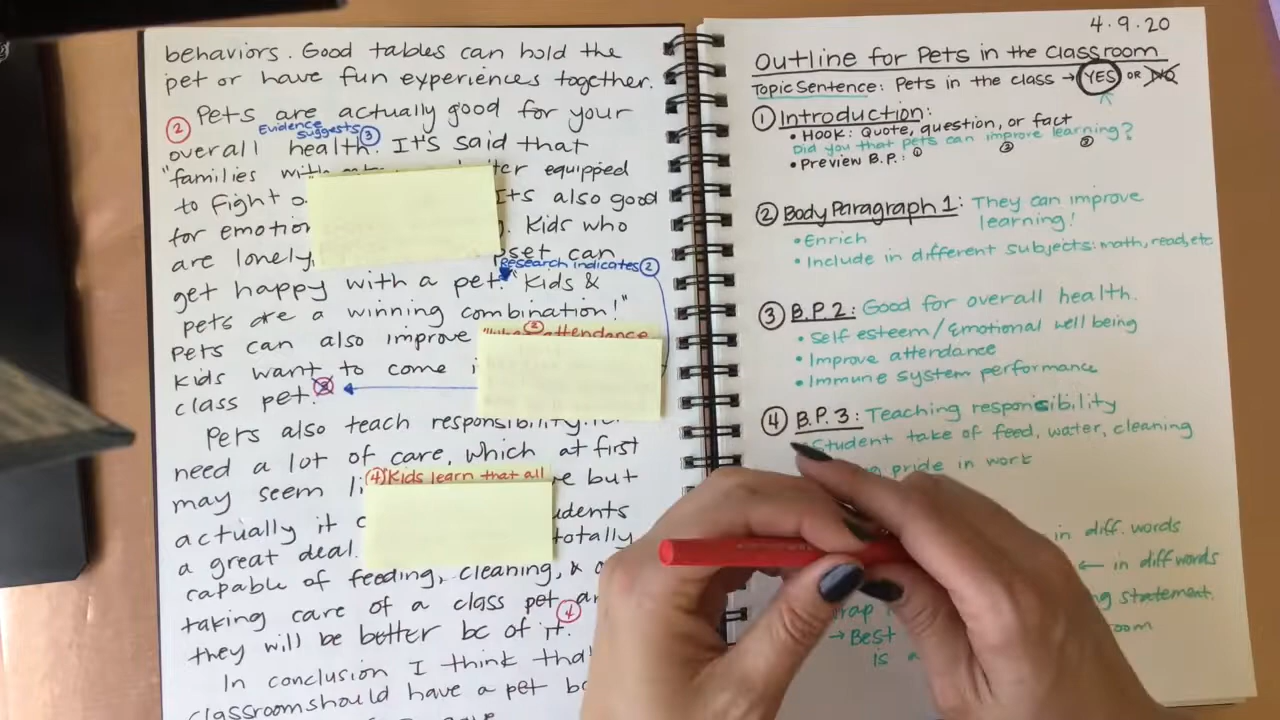 behaviors. Good tables can hold the
pet or have fun experiences together.
Pets are actually good for your
② Evidence suggests ③
overall health. It's said that
"families equipped
to fight Its also good
for emotion Kids who
are lonely, can
Research indicates ②
get happy with a pet. "Kids &
pets are a winning combination!"
Pets can also improve attendance
kids want to come
class pet.
Pets also teach responsibility.
need a lot of care, which at first
may seem ④ Kids learn that all but
actually it
a great deal. totally
capable of feeding, cleaning, &
taking care of a class pet
they will be better bc of it. ④
In conclusion I think
classroom should have a pet
4.9.20
Outline for Pets in the Classroom
Topic Sentence: Pets in the class → YES or NO
① Introduction:
• Hook: Quote, question, or fact
Did you that pets can improve learning?
• Preview B.P.: ① ② ③
② Body Paragraph 1: They can improve
learning!
• Enrich
• Include in different subjects: math, read, etc.
③ B.P. 2: Good for overall health.
• Self esteem/Emotional well being
• Improve attendance
• Immune system performance
④ B.P. 3: Teaching responsibility
• Student take of feed, water, cleaning
pride in work
in diff. words
← in diff words
statement.
→ Best
is a